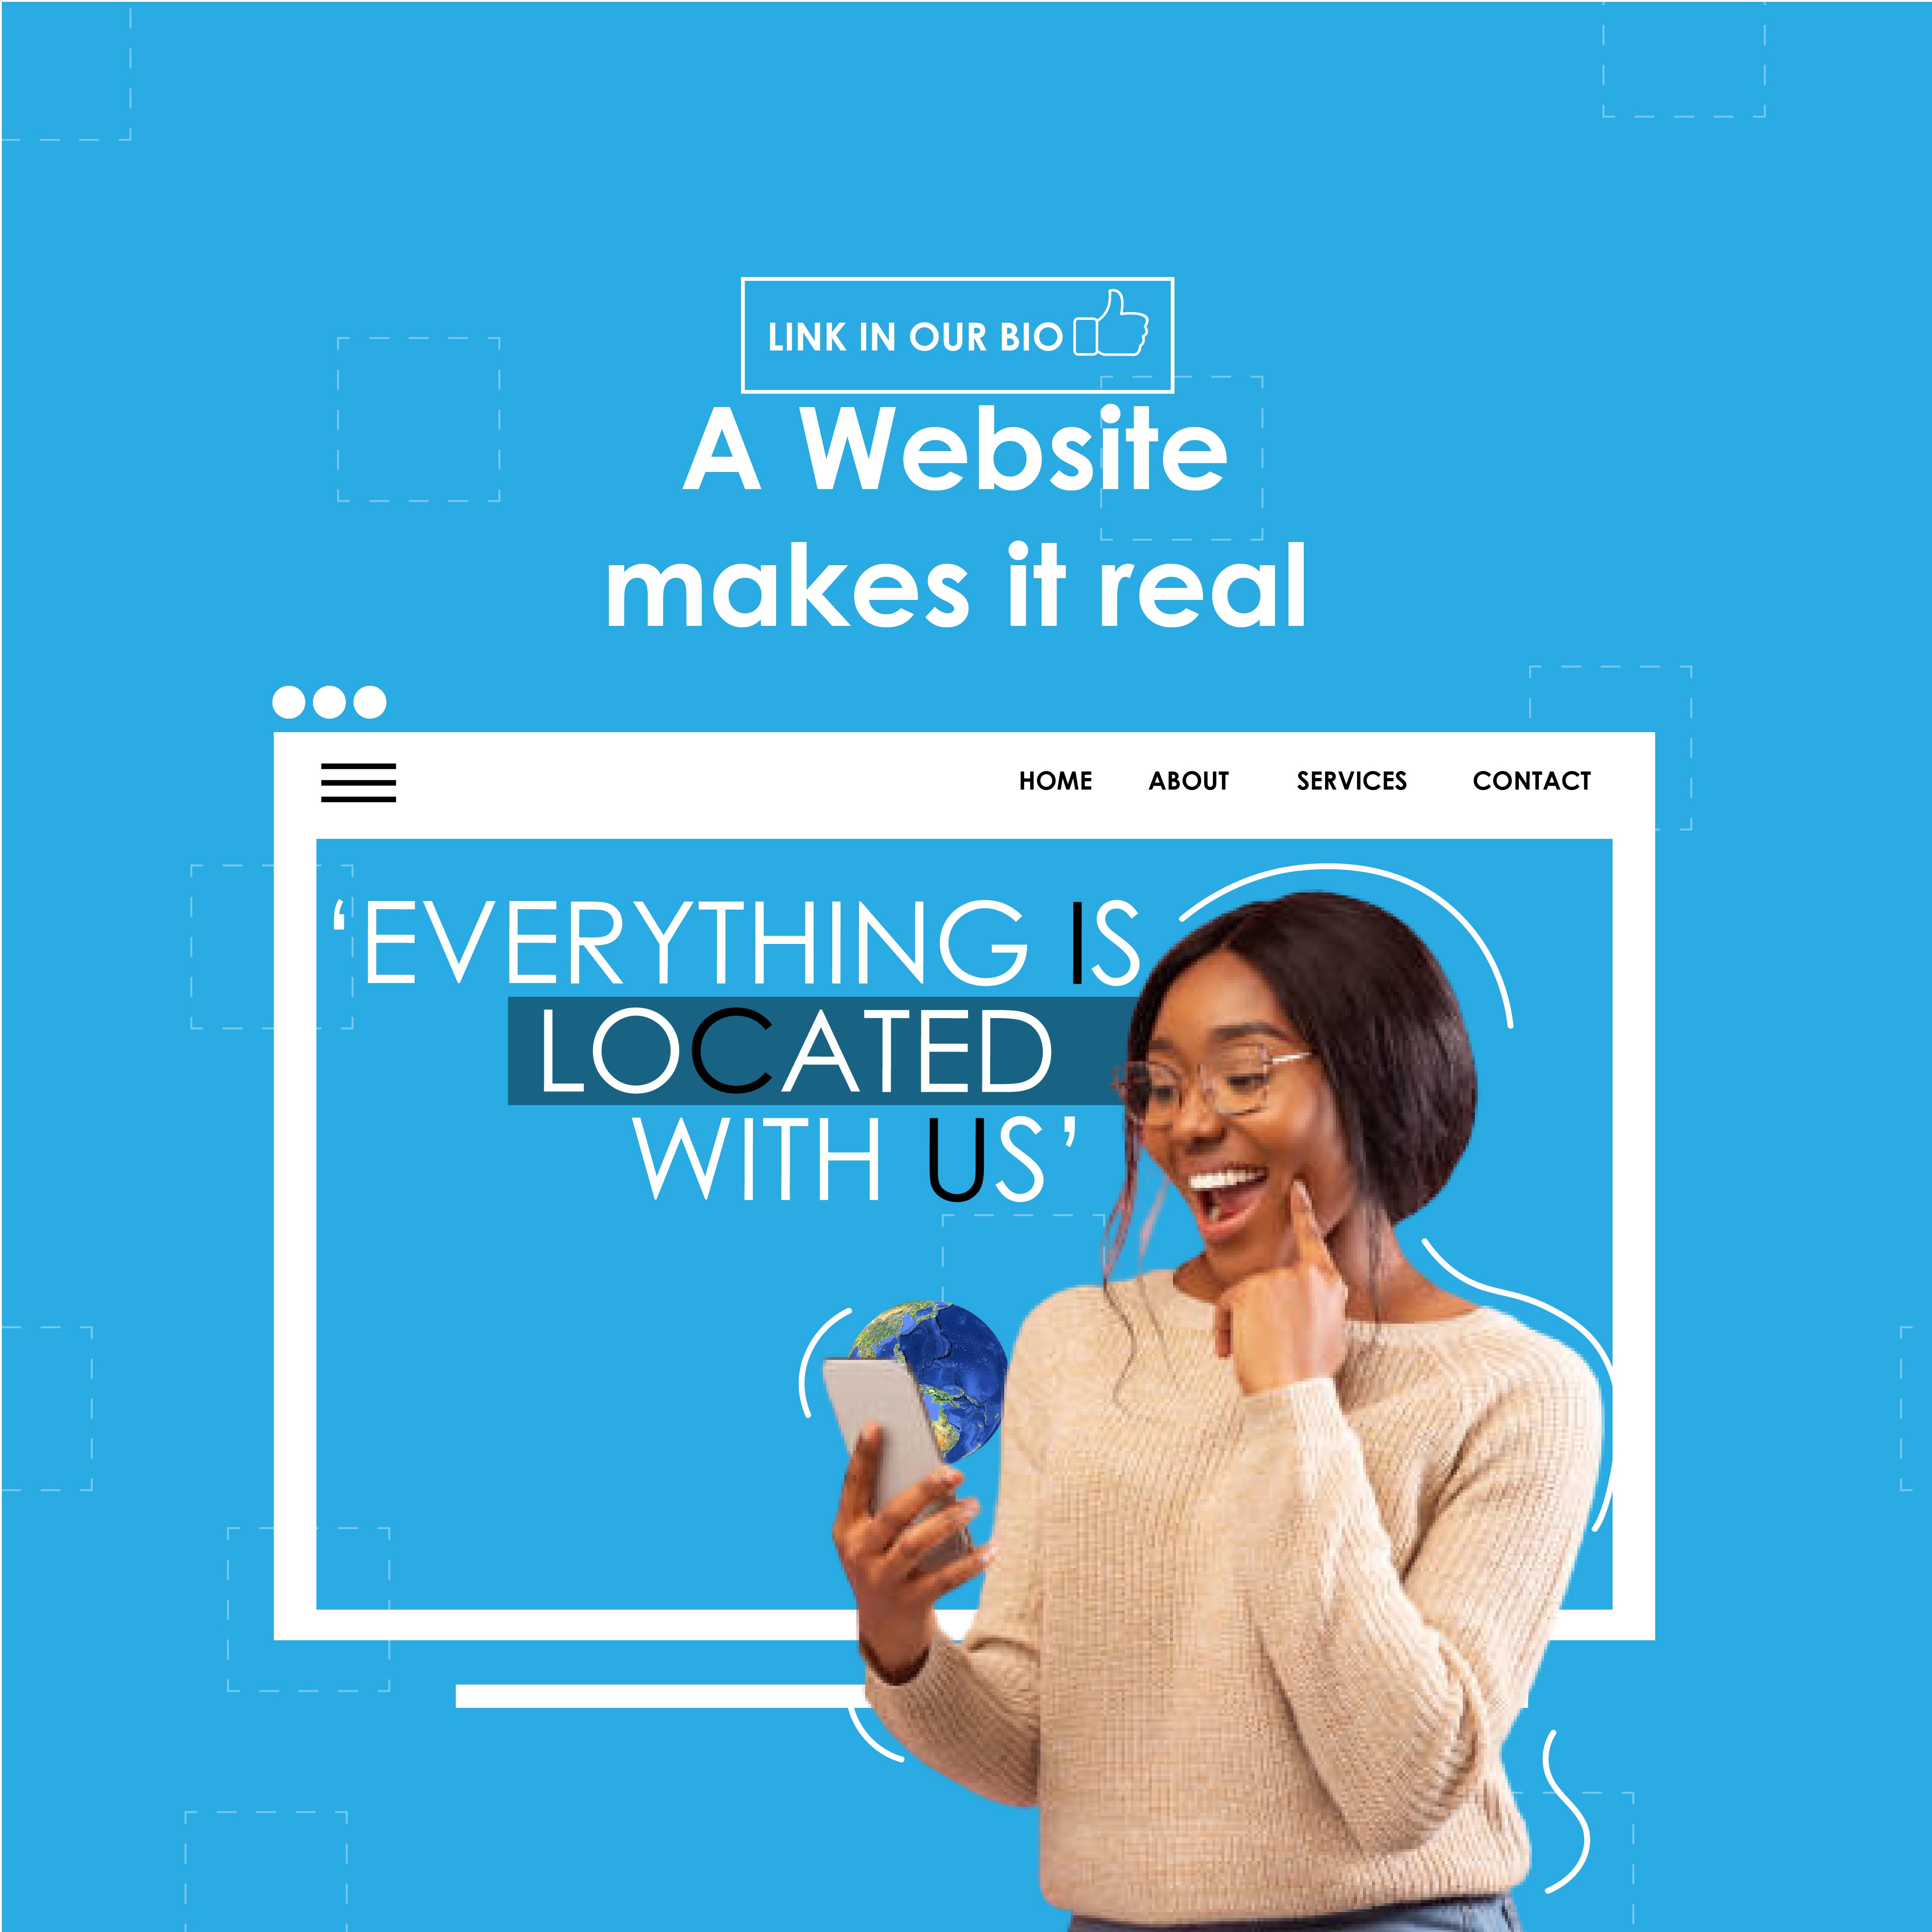 LINK IN OUR BIO
A Website
makes it real
HOME ABOUT SERVICES CONTACT
‘EVERYTHING IS
LOCATED
WITH US’